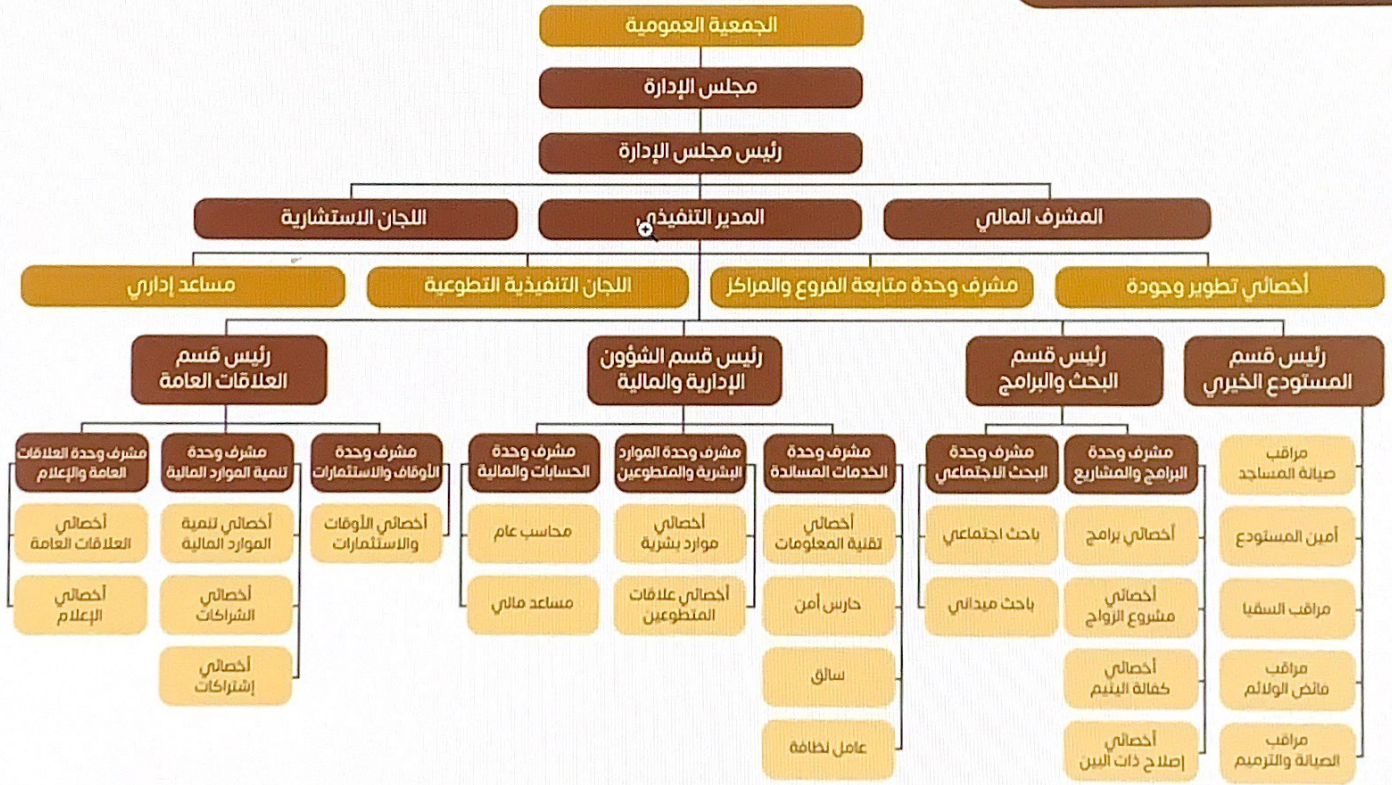 الجمعية العمومية
مجلس الإدارة
رئيس مجلس الإدارة
المشرف المالي
المدير التنفيذي
اللجان الاستشارية
أخصائي تطوير وجودة
مشرف وحدة متابعة الفروع والمراكز
اللجان التنفيذية التطوعية
مساعد إداري
رئيس قسم
المستودع الخيري
رئيس قسم
البحث والبرامج
رئيس قسم الشؤون
الإدارية والمالية
رئيس قسم
العلاقات العامة
مراقب
صيانة المساجد
أمين المستودع
مراقب السقيا
مراقب
فائض الولائم
مراقب
الصيانة والترميم
مشرف وحدة
البرامج والمشاريع
أخصائي برامج
أخصائي
مشروع الزواج
أخصائي
كفالة اليتيم
أخصائي
إصلاح ذات البين
مشرف وحدة
البحث الاجتماعي
باحث اجتماعي
باحث ميداني
مشرف وحدة
الخدمات المساندة
أخصائي
تقنية المعلومات
حارس أمن
سائق
عامل نظافة
مشرف وحدة الموارد
البشرية والمتطوعين
أخصائي
موارد بشرية
أخصائي علاقات
المتطوعين
مشرف وحدة
الحسابات والمالية
محاسب عام
مساعد مالي
مشرف وحدة
الأوقاف والاستثمارات
أخصائي الأوقات
والاستثمارات
مشرف وحدة
تنمية الموارد المالية
أخصائي تنمية
الموارد المالية
أخصائي
الشراكات
أخصائي
إشتراكات
مشرف وحدة العلاقات
العامة والإعلام
أخصائي
العلاقات العامة
أخصائي
الإعلام